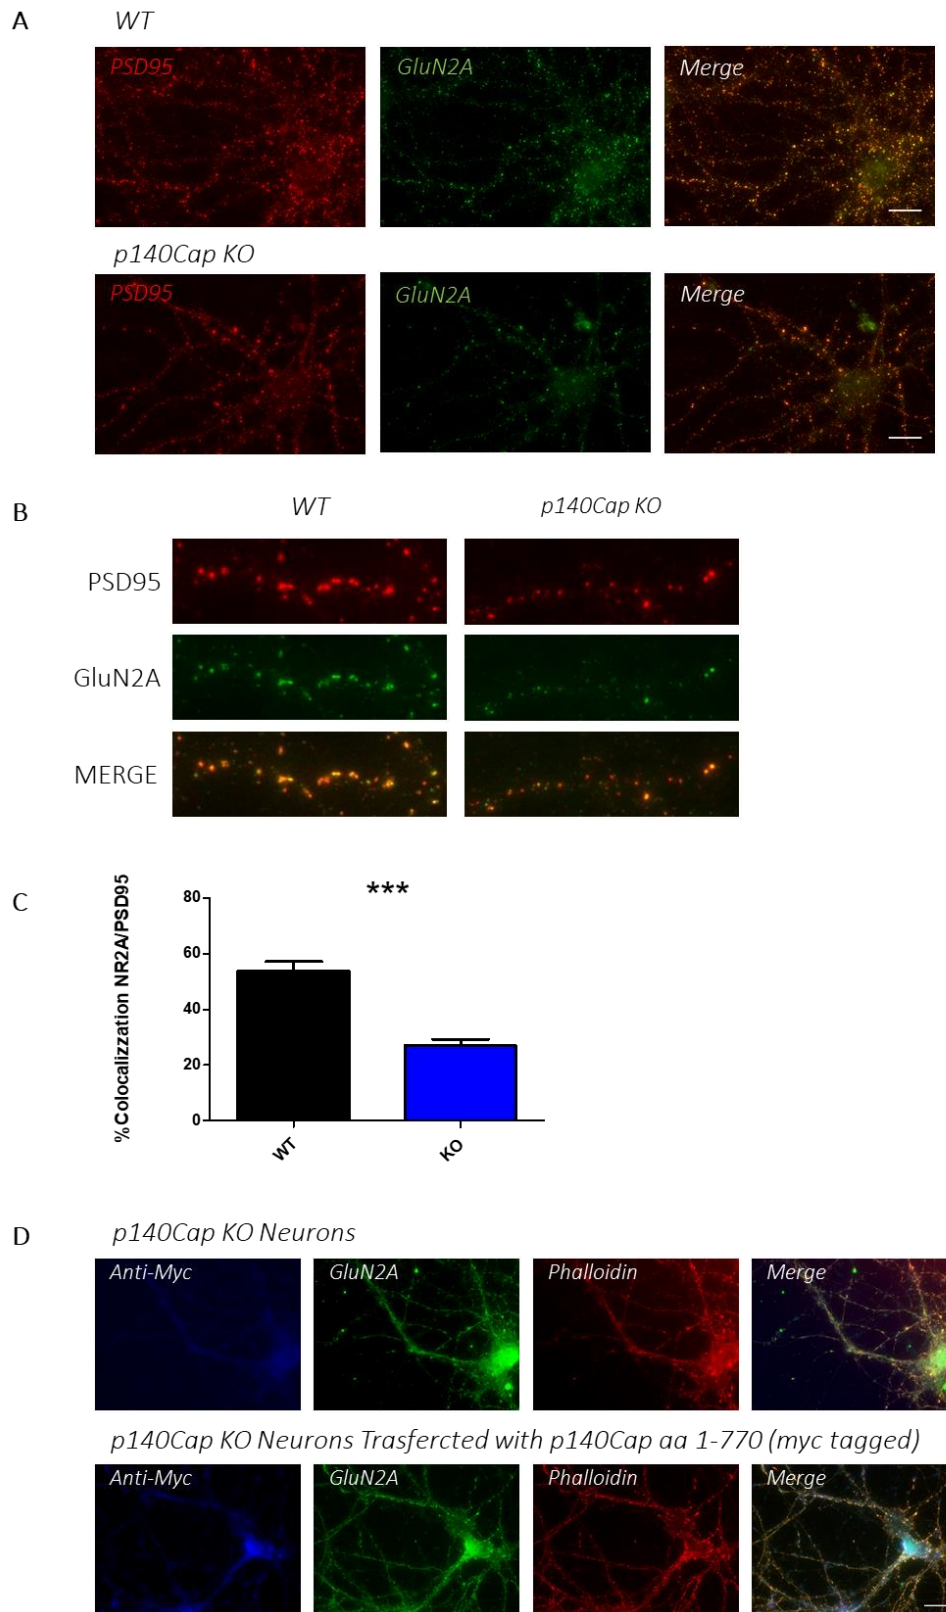 A
WT
PSD95 GluN2A Merge
p140Cap KO
PSD95 GluN2A Merge
B
WT p140Cap KO
PSD95
GluN2A
MERGE
C
%Colocalizzation NR2A/PSD95
***
80
60
40
20
0
WT KO
D
p140Cap KO Neurons
Anti-Myc GluN2A Phalloidin Merge
p140Cap KO Neurons Trasfercted with p140Cap aa 1-770 (myc tagged)
Anti-Myc GluN2A Phalloidin Merge